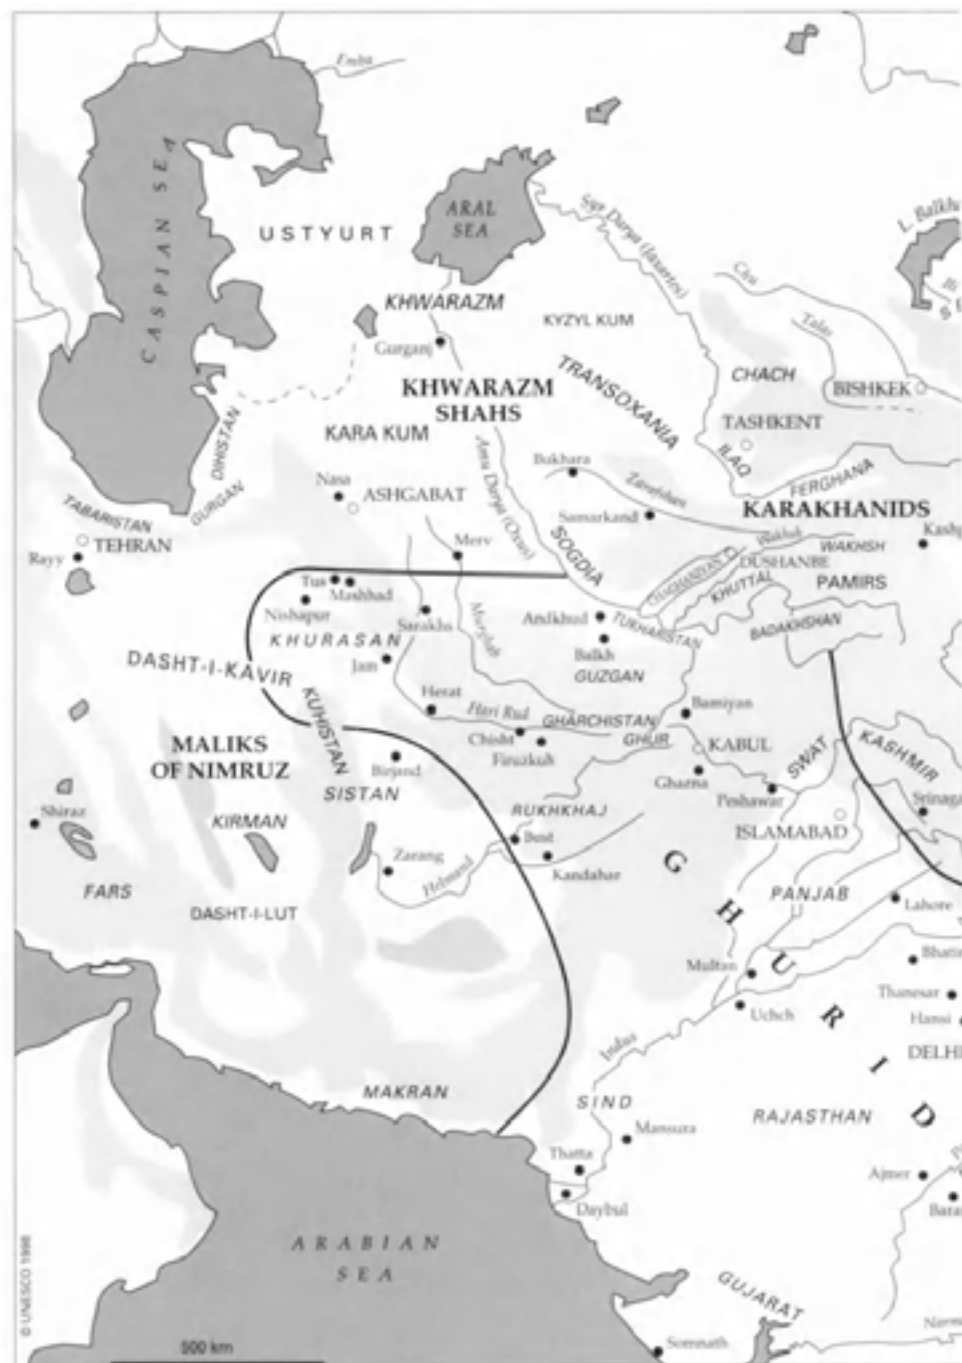 Emba
CASPIAN SEA
ARAL
SEA
Syr Darya (Jaxartes)
USTYURT
KHWARAZM
KYZYL KUM
Gurganj
Talas
CHACH
BISHKEK
KHWARAZM
SHAHS
TRANSOXANIA
TASHKENT
ILAQ
KARA KUM
DIHISTAN
Amu Darya (Oxus)
Bukhara
Zarafshan
FERGHANA
Nasa
ASHGABAT
GURGAN
TABARISTAN
Samarkand
KARAKHANIDS
TEHRAN
Rayy
Merv
SOGDIA
Wakhsh
WAKHSH
DUSHANBE
CHAGHANIYAN
KHUTTAL
PAMIRS
Tus
Mashhad
Nishapur
Sarakhs
Murghab
Andkhud
TUKHARISTAN
BADAKHSHAN
KHURASAN
Balkh
Jam
GUZGAN
DASHT-I-KAVIR
KUHISTAN
Herat
Hari Rud
GHARCHISTAN
Bamiyan
Chisht
Firuzkuh
GHUR
KABUL
SWAT
KASHMIR
MALIKS
OF NIMRUZ
Birjand
Ghazna
Peshawar
SISTAN
RUKHKHAJ
Shiraz
KIRMAN
ISLAMABAD
Bust
Zarang
Helmand
Kandahar
FARS
DASHT-I-LUT
PANJAB
Lahore
GHURID
Multan
Thanesar
Uchch
Hansi
Indus
MAKRAN
SIND
Mansura
RAJASTHAN
Thatta
Ajmer
Daybul
ARABIAN
SEA
GUJARAT
Somnath
500 km
© UNESCO 1998